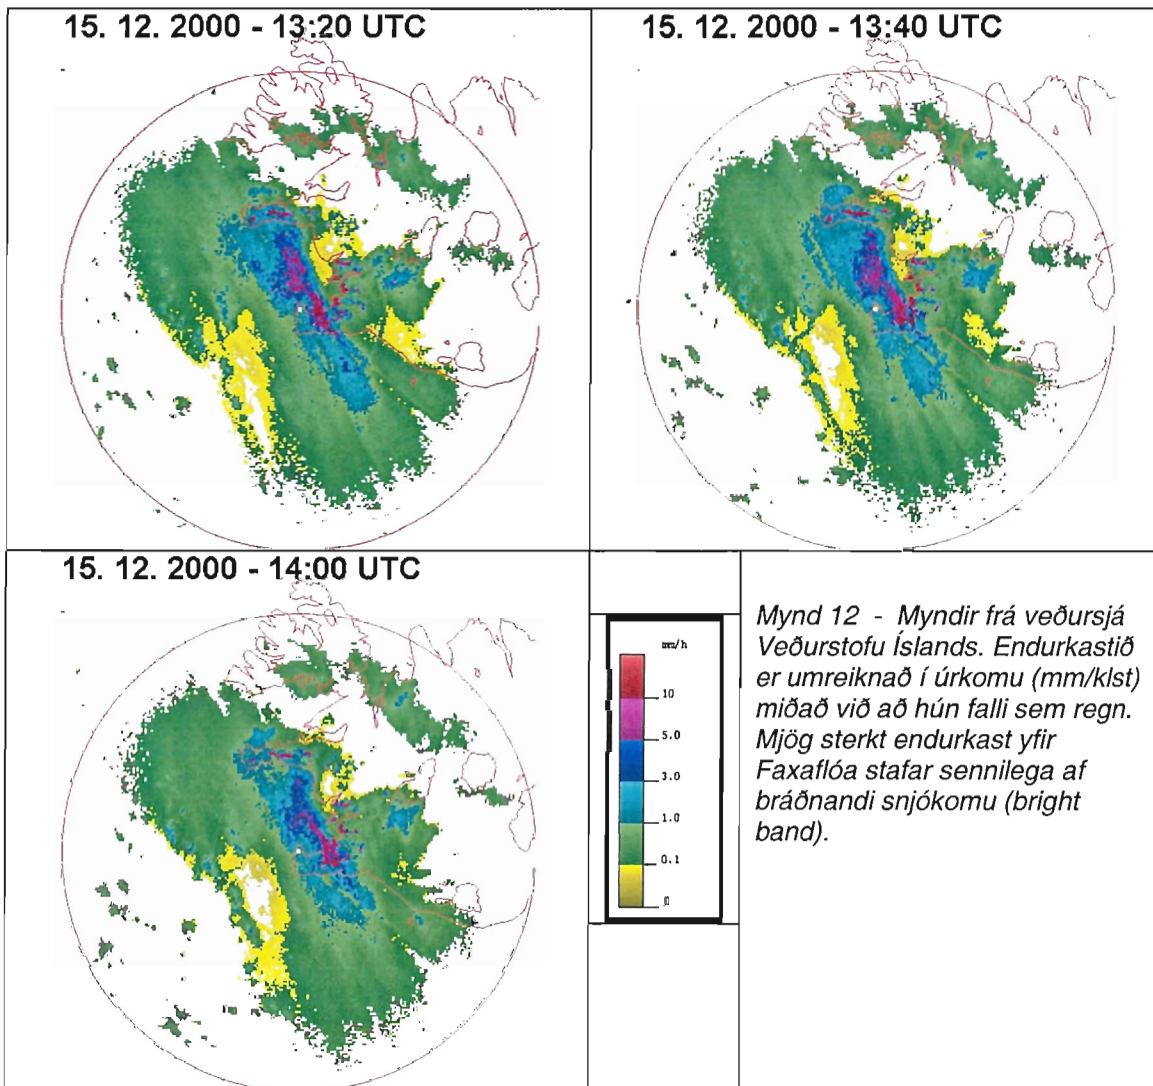 15. 12. 2000 - 13:20 UTC
15. 12. 2000 - 13:40 UTC
15. 12. 2000 - 14:00 UTC
mm/h
10
5.0
3.0
1.0
0.1
0
Mynd 12 - Myndir frá veðursjá
Veðurstofu Íslands. Endurkastið
er umreiknað í úrkomu (mm/klst)
miðað við að hún falli sem regn.
Mjög sterkt endurkast yfir
Faxaflóa stafar sennilega af
bráðnandi snjókomu (bright
band).